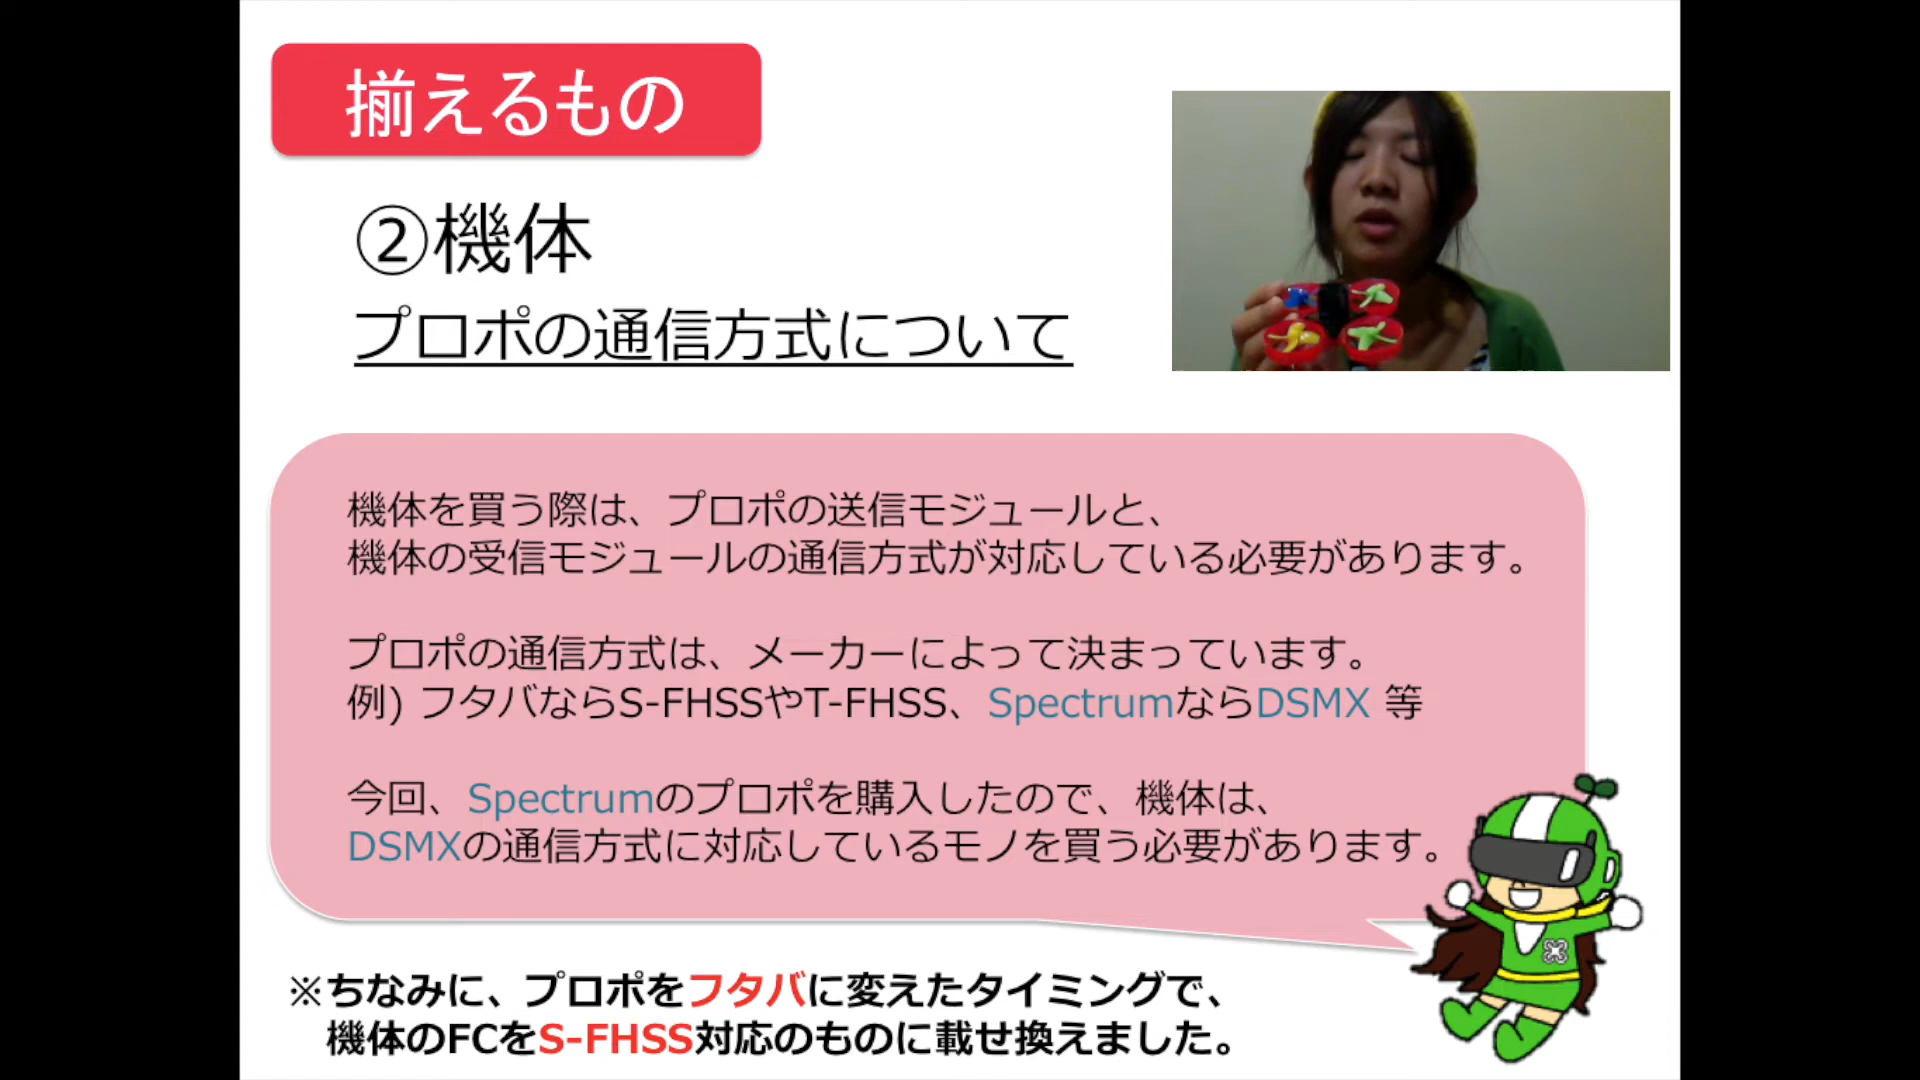 揃えるもの
②機体
プロポの通信方式について
機体を買う際は、プロポの送信モジュールと、
機体の受信モジュールの通信方式が対応している必要があります。
プロポの通信方式は、メーカーによって決まっています。
例) フタバならS-FHSSやT-FHSS、SpectrumならDSMX 等
今回、Spectrumのプロポを購入したので、機体は、
DSMXの通信方式に対応しているモノを買う必要があります。
※ちなみに、プロポをフタバに変えたタイミングで、
機体のFCをS-FHSS対応のものに載せ換えました。